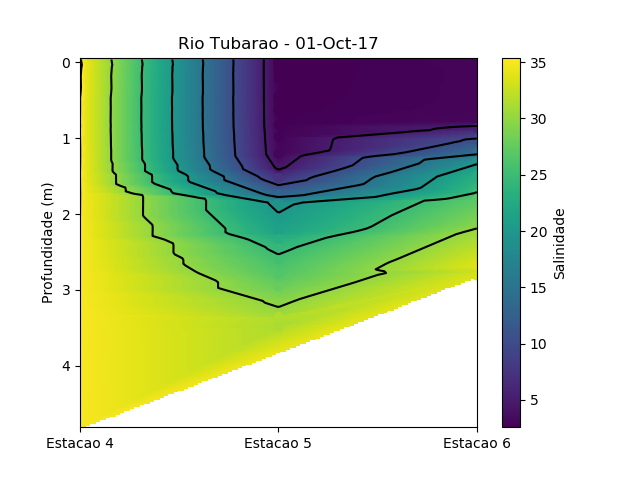 Rio Tubarao - 01-Oct-17
0
1
2
3
4
Profundidade (m)
Estacao 4
Estacao 5
Estacao 6
35
30
25
20
15
10
5
Salinidade